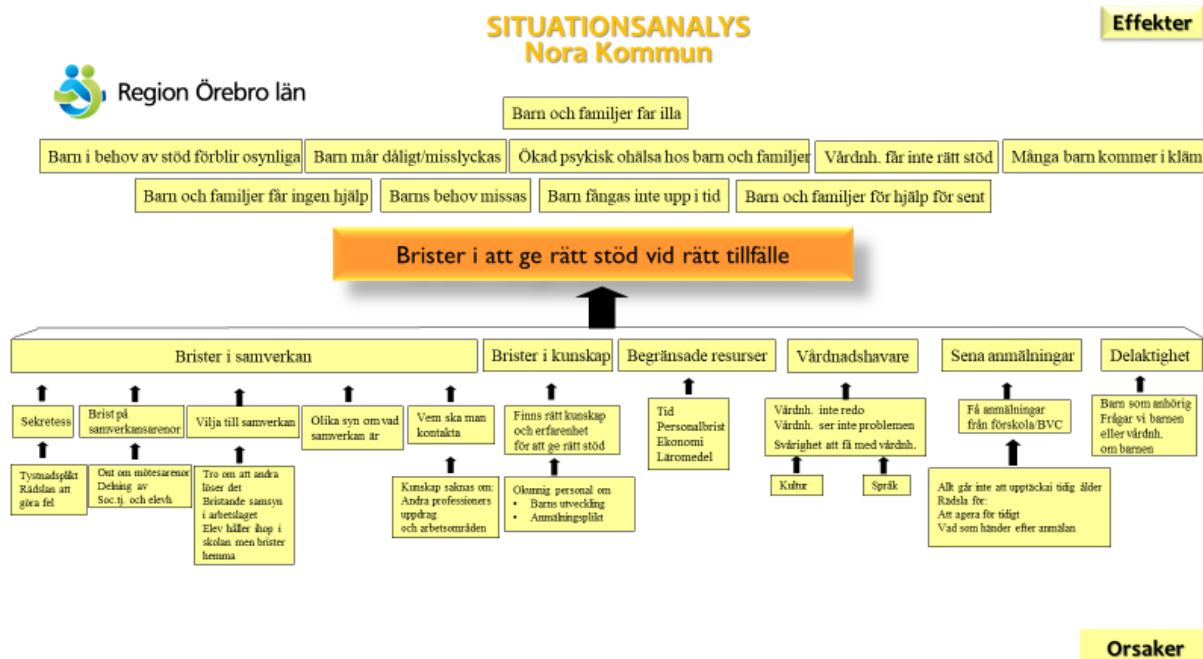 SITUATIONSANALYS
Nora Kommun
Effekter
Region Örebro län
Barn och familjer far illa
Barn i behov av stöd förblir osynliga
Barn mår dåligt/misslyckas
Ökad psykisk ohälsa hos barn och familjer
Vårdnh. får inte rätt stöd
Många barn kommer i kläm
Barn och familjer får ingen hjälp
Barns behov missas
Barn fångas inte upp i tid
Barn och familjer för hjälp för sent
Brister i att ge rätt stöd vid rätt tillfälle
Brister i samverkan
Brister i kunskap
Begränsade resurser
Vårdnadshavare
Sena anmälningar
Delaktighet
Sekretess
Brist på
samverkansarenor
Vilja till samverkan
Olika syn om vad
samverkan är
Vem ska man
kontakta
Finns rätt kunskap
och erfarenhet
för att ge rätt stöd
Tid
Personalbrist
Ekonomi
Läromedel
Vårdnh. inte redo
Vårdnh. ser inte problemen
Svårighet att få med vårdnh.
Få anmälningar
från förskola/BVC
Barn som anhörig
Frågar vi barnen
eller vårdnh.
om barnen
Tystnadsplikt
Rädslan att
göra fel
Ont om mötesarenor
Delning av
Soc.tj. och elevh
Tro om att andra
löser det
Bristande samsyn
i arbetslaget
Elev håller ihop i
skolan men brister
hemma
Kunskap saknas om:
Andra professioners
uppdrag
och arbetsområden
Okunnig personal om
• Barns utveckling
• Anmälningsplikt
Kultur
Språk
Allt går inte att upptäckai tidig ålder
Rädsla för:
Att agera för tidigt
Vad som händer efter anmälan
Orsaker